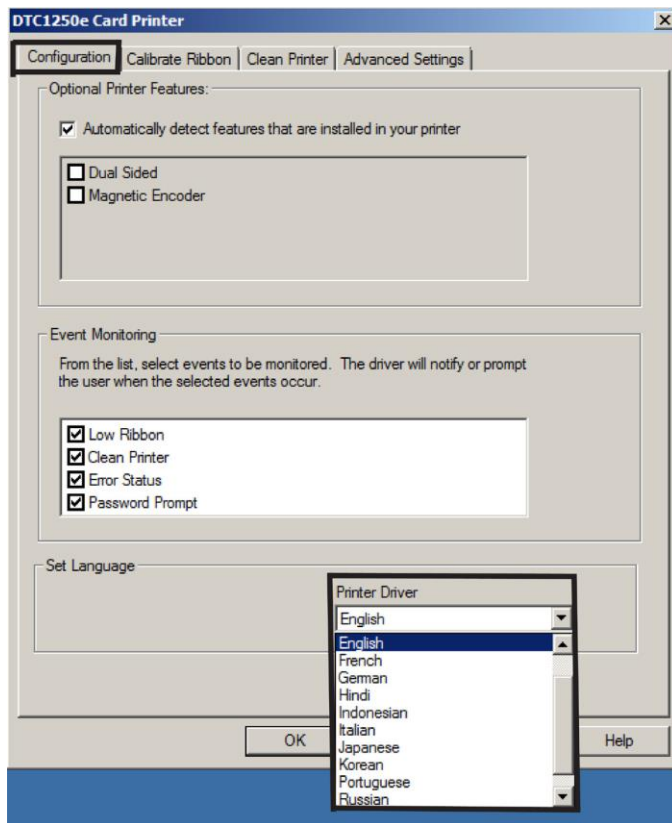 DTC1250e Card Printer
Configuration Calibrate Ribbon Clean Printer Advanced Settings
Optional Printer Features:
Automatically detect features that are installed in your printer
Dual Sided
Magnetic Encoder
Event Monitoring
From the list, select events to be monitored. The driver will notify or prompt
the user when the selected events occur.
Low Ribbon
Clean Printer
Error Status
Password Prompt
Set Language
Printer Driver
English
English
French
German
Hindi
Indonesian
Italian
Japanese
Korean
Portuguese
Russian
OK Help